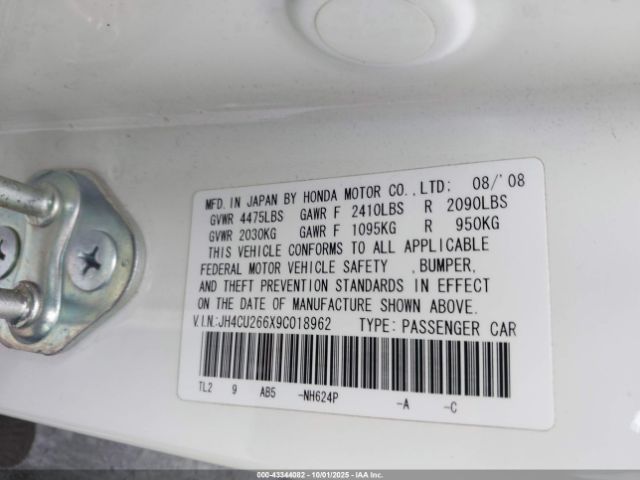 MFD. IN JAPAN BY HONDA MOTOR CO.,LTD: 08/'08
GVWR 4475LBS GAWR F 2410LBS R 2090LBS
GVWR 2030KG GAWR F 1095KG R 950KG
THIS VEHICLE CONFORMS TO ALL APPLICABLE
FEDERAL MOTOR VEHICLE SAFETY ,BUMPER,
AND THEFT PREVENTION STANDARDS IN EFFECT
ON THE DATE OF MANUFACTURE SHOWN ABOVE.
V.I.N:JH4CU266X9C018962 TYPE: PASSENGER CAR
TL2 9 AB5 -NH624P -A -C
IAA - 43344082 - 10/01/2025 - IAAI.COM